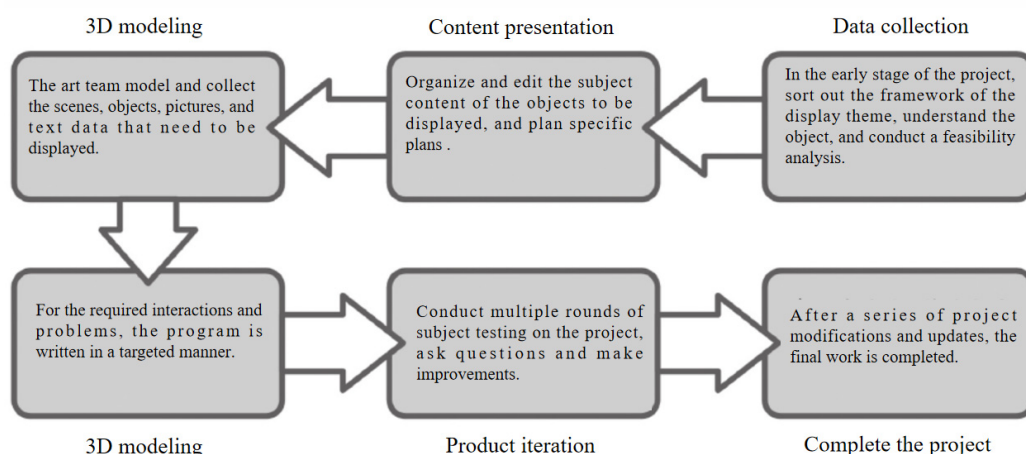 3D modeling
The art team model and collect
the scenes, objects, pictures, and
text data that need to be
displayed.
Content presentation
Organize and edit the subject
content of the objects to be
displayed, and plan specific
plans .
Data collection
In the early stage of the project,
sort out the framework of the
display theme, understand the
object, and conduct a feasibility
analysis.
For the required interactions and
problems, the program is
written in a targeted manner.
3D modeling
Conduct multiple rounds of
subject testing on the project,
ask questions and make
improvements.
Product iteration
After a series of project
modifications and updates, the
final work is completed.
Complete the project